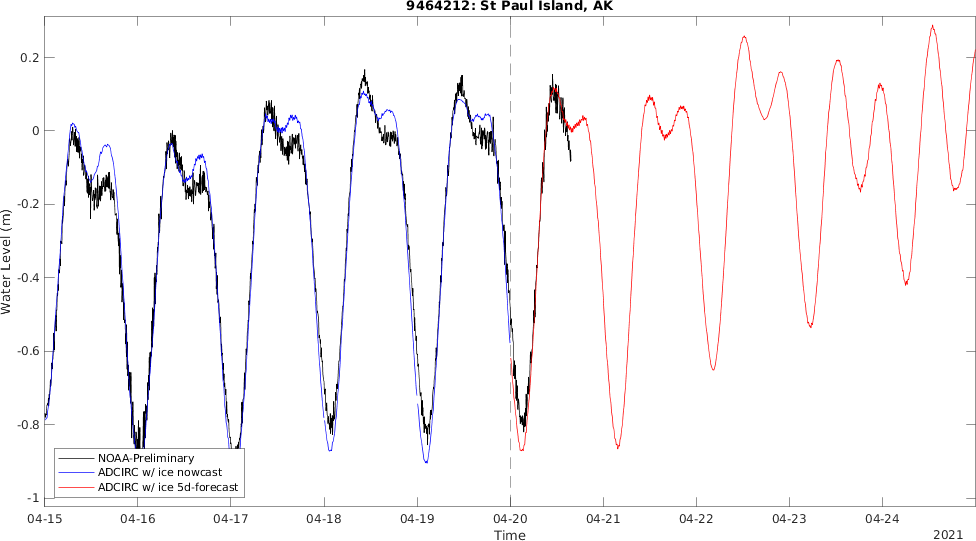 9464212: St Paul Island, AK
Water Level (m)
0.2
0
-0.2
-0.4
-0.6
-0.8
-1
NOAA-Preliminary
ADCIRC w/ ice nowcast
ADCIRC w/ ice 5d-forecast
04-15 04-16 04-17 04-18 04-19 04-20 04-21 04-22 04-23 04-24
Time
2021